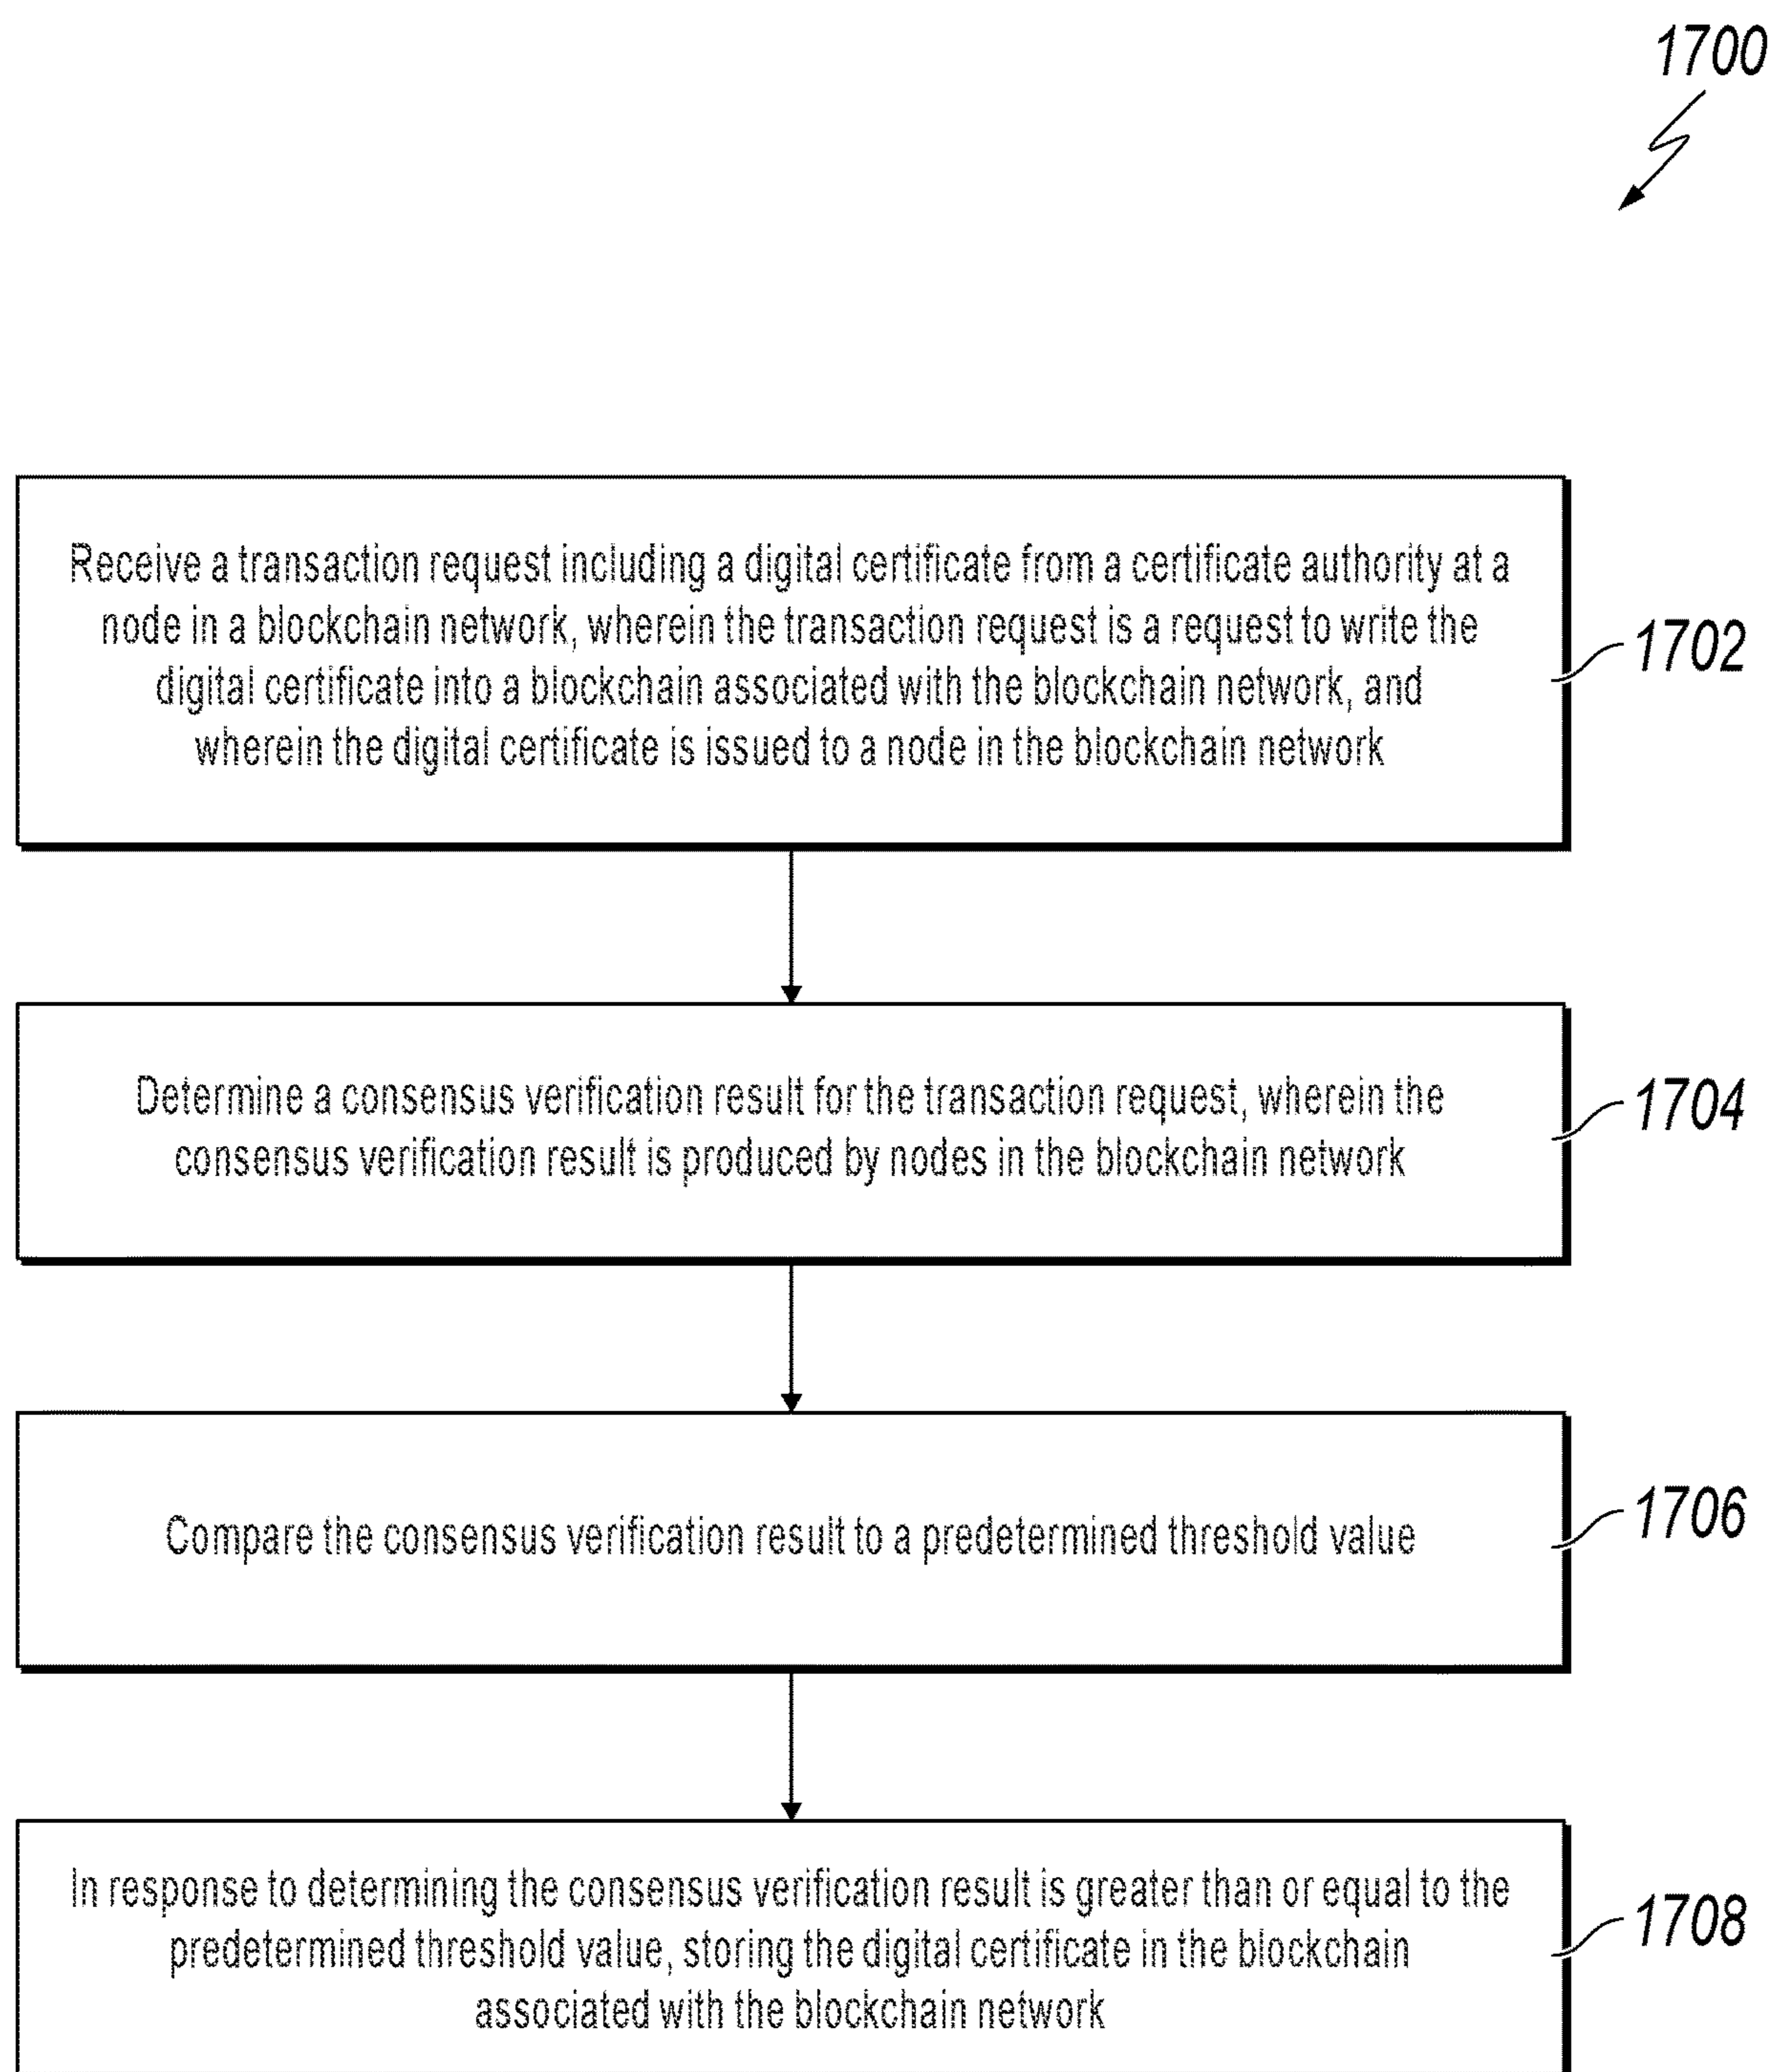 1700
Receive a transaction request including a digital certificate from a certificate authority at a
node in a blockchain network, wherein the transaction request is a request to write the
digital certificate into a blockchain associated with the blockchain network, and
wherein the digital certificate is issued to a node in the blockchain network
1702
Determine a consensus verification result for the transaction request, wherein the
consensus verification result is produced by nodes in the blockchain network
1704
Compare the consensus verification result to a predetermined threshold value
1706
In response to determining the consensus verification result is greater than or equal to the
predetermined threshold value, storing the digital certificate in the blockchain
associated with the blockchain network
1708